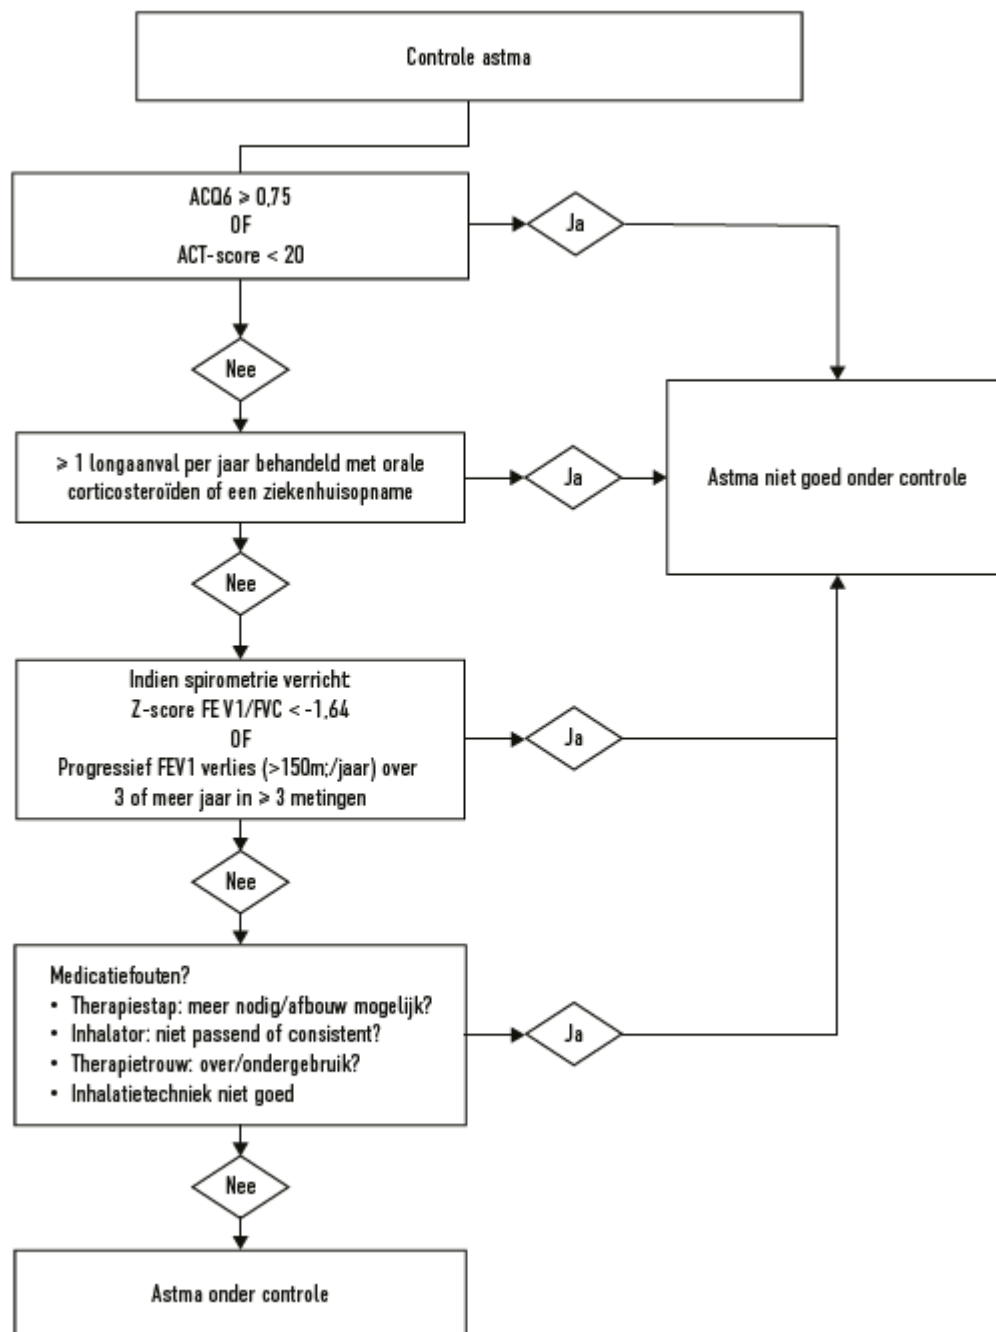 Controle astma
ACQ6 ≥ 0,75
OF
ACT-score < 20
Ja
Nee
≥ 1 longaanval per jaar behandeld met orale
corticosteroïden of een ziekenhuisopname
Ja
Astma niet goed onder controle
Nee
Indien spirometrie verricht:
Z-score FEV1/FVC < -1,64
OF
Progressief FEV1 verlies (>150m;/jaar) over
3 of meer jaar in ≥ 3 metingen
Ja
Nee
Medicatiefouten?
• Therapiestap: meer nodig/afbouw mogelijk?
• Inhalator: niet passend of consistent?
• Therapietrouw: over/ondergebruik?
• Inhalatietechniek niet goed
Ja
Nee
Astma onder controle